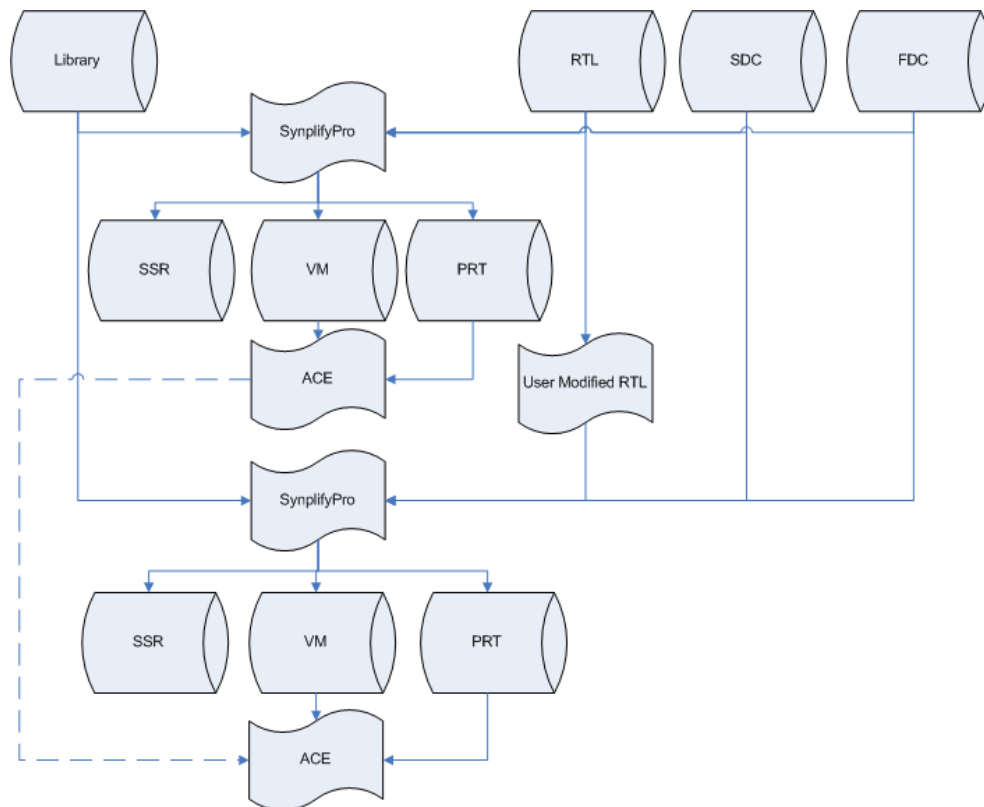 Library
RTL
SDC
FDC
SynplifyPro
SSR
VM
PRT
ACE
User Modified RTL
SynplifyPro
SSR
VM
PRT
ACE